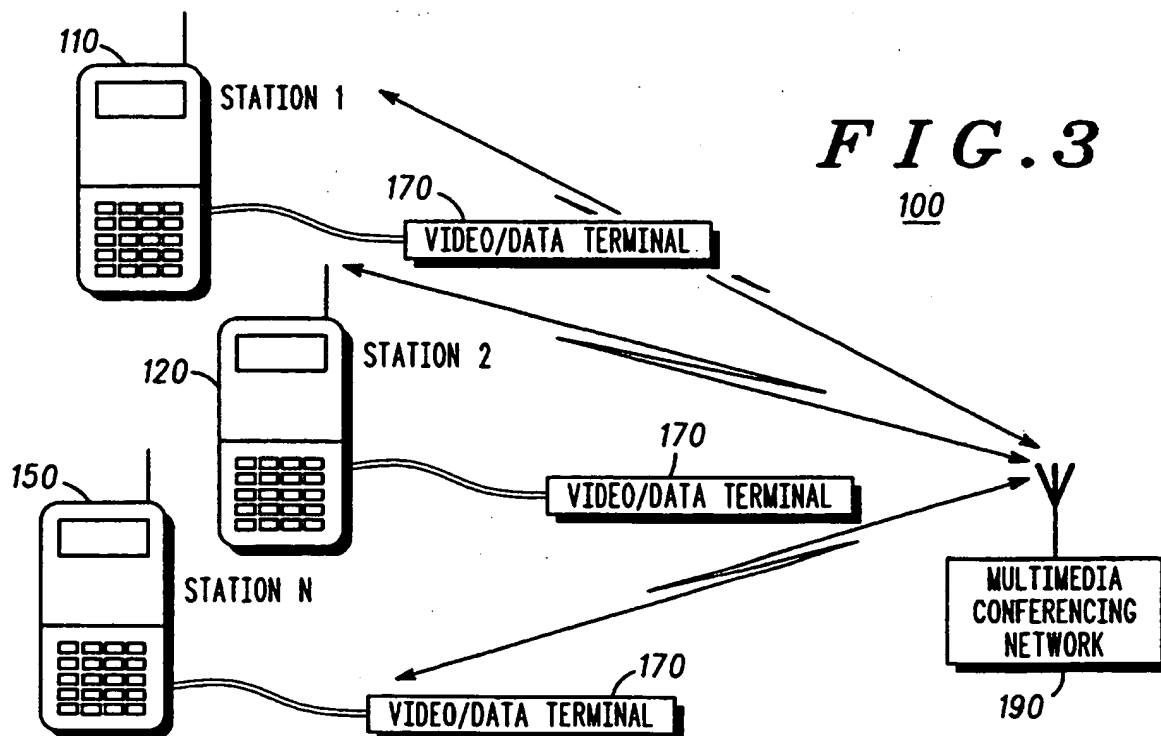 110
STATION 1
FIG.3
100
170
VIDEO/DATA TERMINAL
STATION 2
120
170
VIDEO/DATA TERMINAL
150
STATION N
MULTIMEDIA
CONFERENCING
NETWORK
170
VIDEO/DATA TERMINAL
190